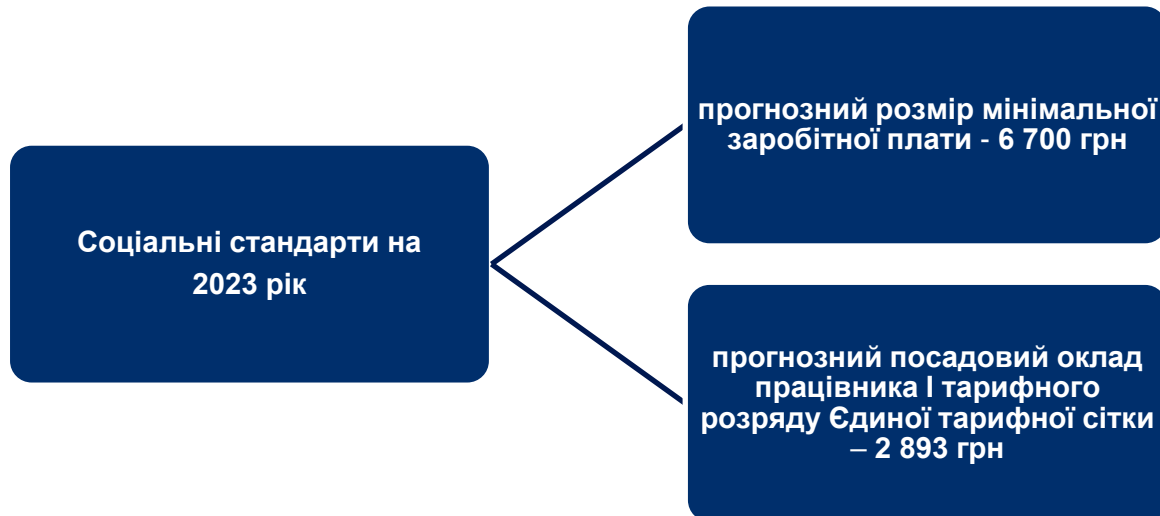 Соціальні стандарти на
2023 рік
прогнозний розмір мінімальної
заробітної плати - 6 700 грн
прогнозний посадовий оклад
працівника І тарифного
розряду Єдиної тарифної сітки
– 2 893 грн